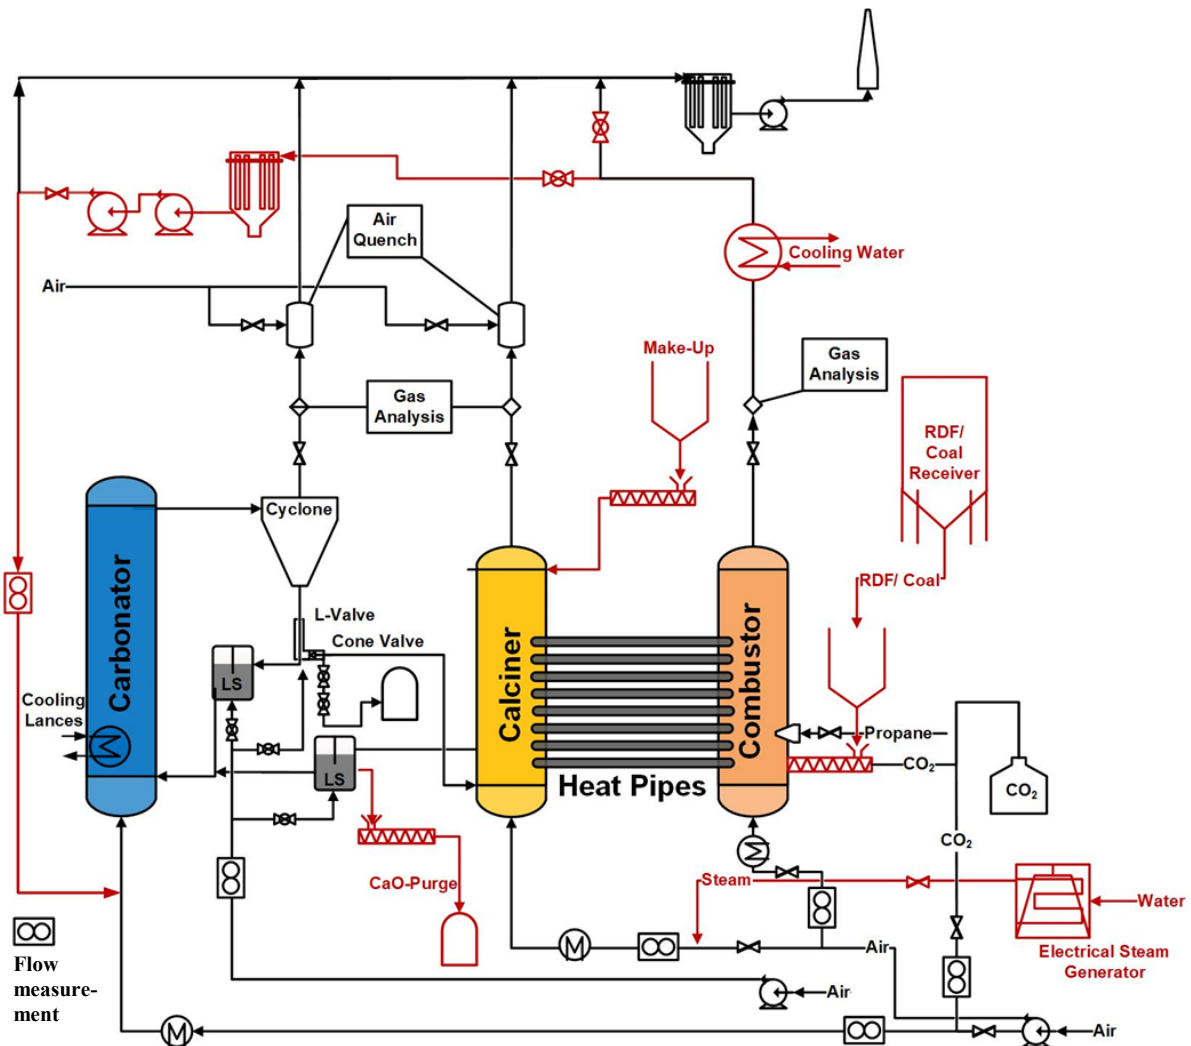 Air
Quench
Cooling Water
Air
Make-Up
Gas
Analysis
Gas
Analysis
RDF/
Coal
Receiver
Cyclone
Carbonator
Calciner
Combustor
L-Valve
Cone Valve
RDF/ Coal
LS
Cooling
Lances
Propane
LS
CO₂
CO₂
Heat Pipes
CO₂
CaO-Purge
Steam
Water
Air
Electrical Steam
Generator
Flow
measure-
ment
Air
Air